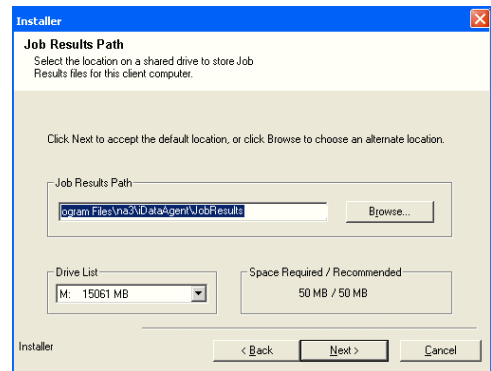 Installer
Job Results Path
Select the location on a shared drive to store Job
Results files for this client computer.
Click Next to accept the default location, or click Browse to choose an alternate location.
Job Results Path
ogram Files\na3\iDataAgent\JobResults
Browse...
Drive List
M: 15061 MB
Space Required / Recommended
50 MB / 50 MB
Installer
< Back
Next >
Cancel